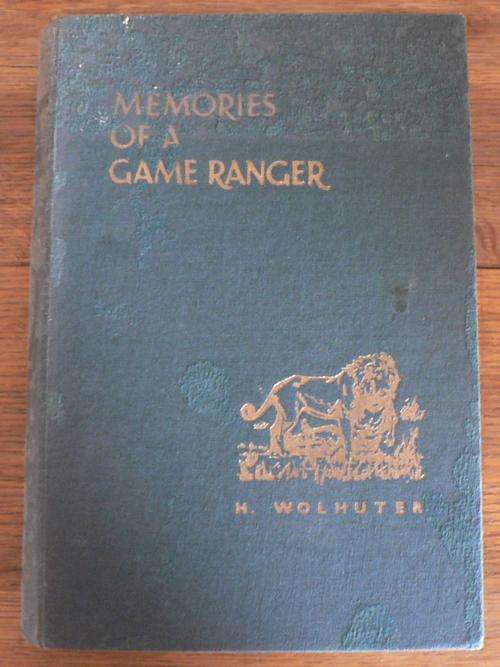 MEMORIES
OF A
GAME RANGER
H. WOLHUTER